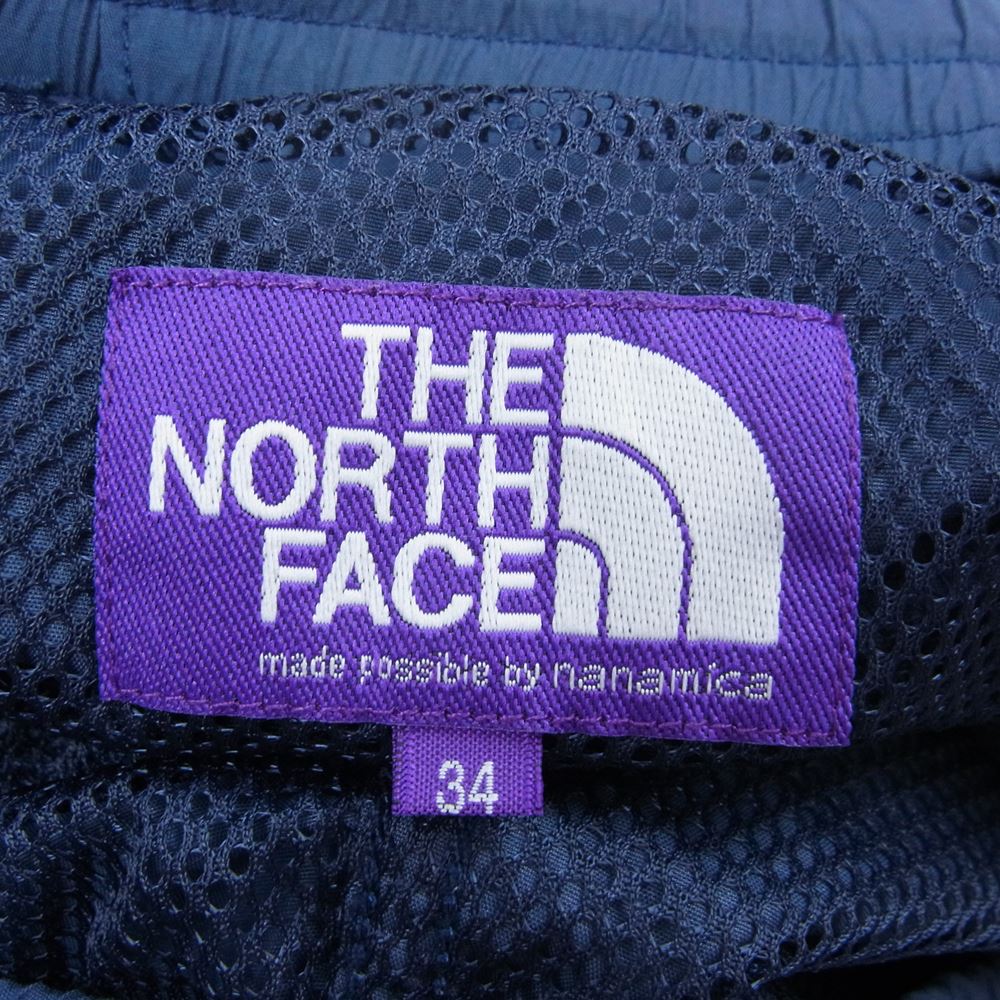 THE
NORTH
FACE
made possible by nanamica
34